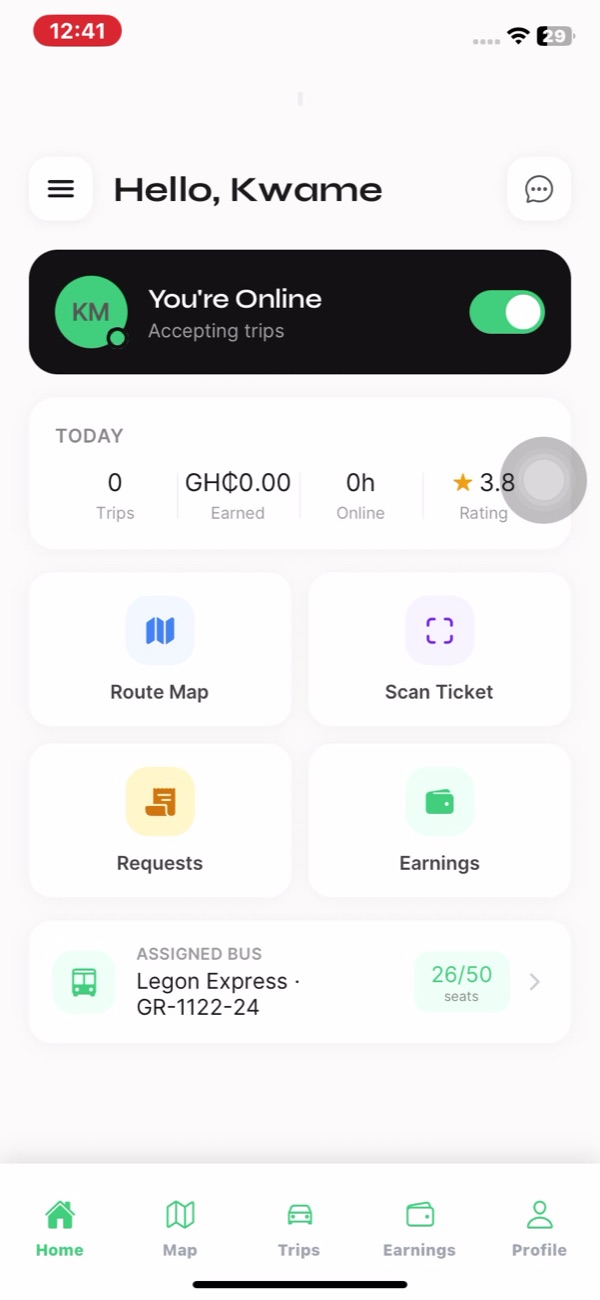 12:41
29
Hello, Kwame
KM
You're Online
Accepting trips
TODAY
0
Trips
GH₵0.00
Earned
0h
Online
3.8
Rating
Route Map
Scan Ticket
Requests
Earnings
ASSIGNED BUS
Legon Express ·
GR-1122-24
26/50
seats
Home
Map
Trips
Earnings
Profile